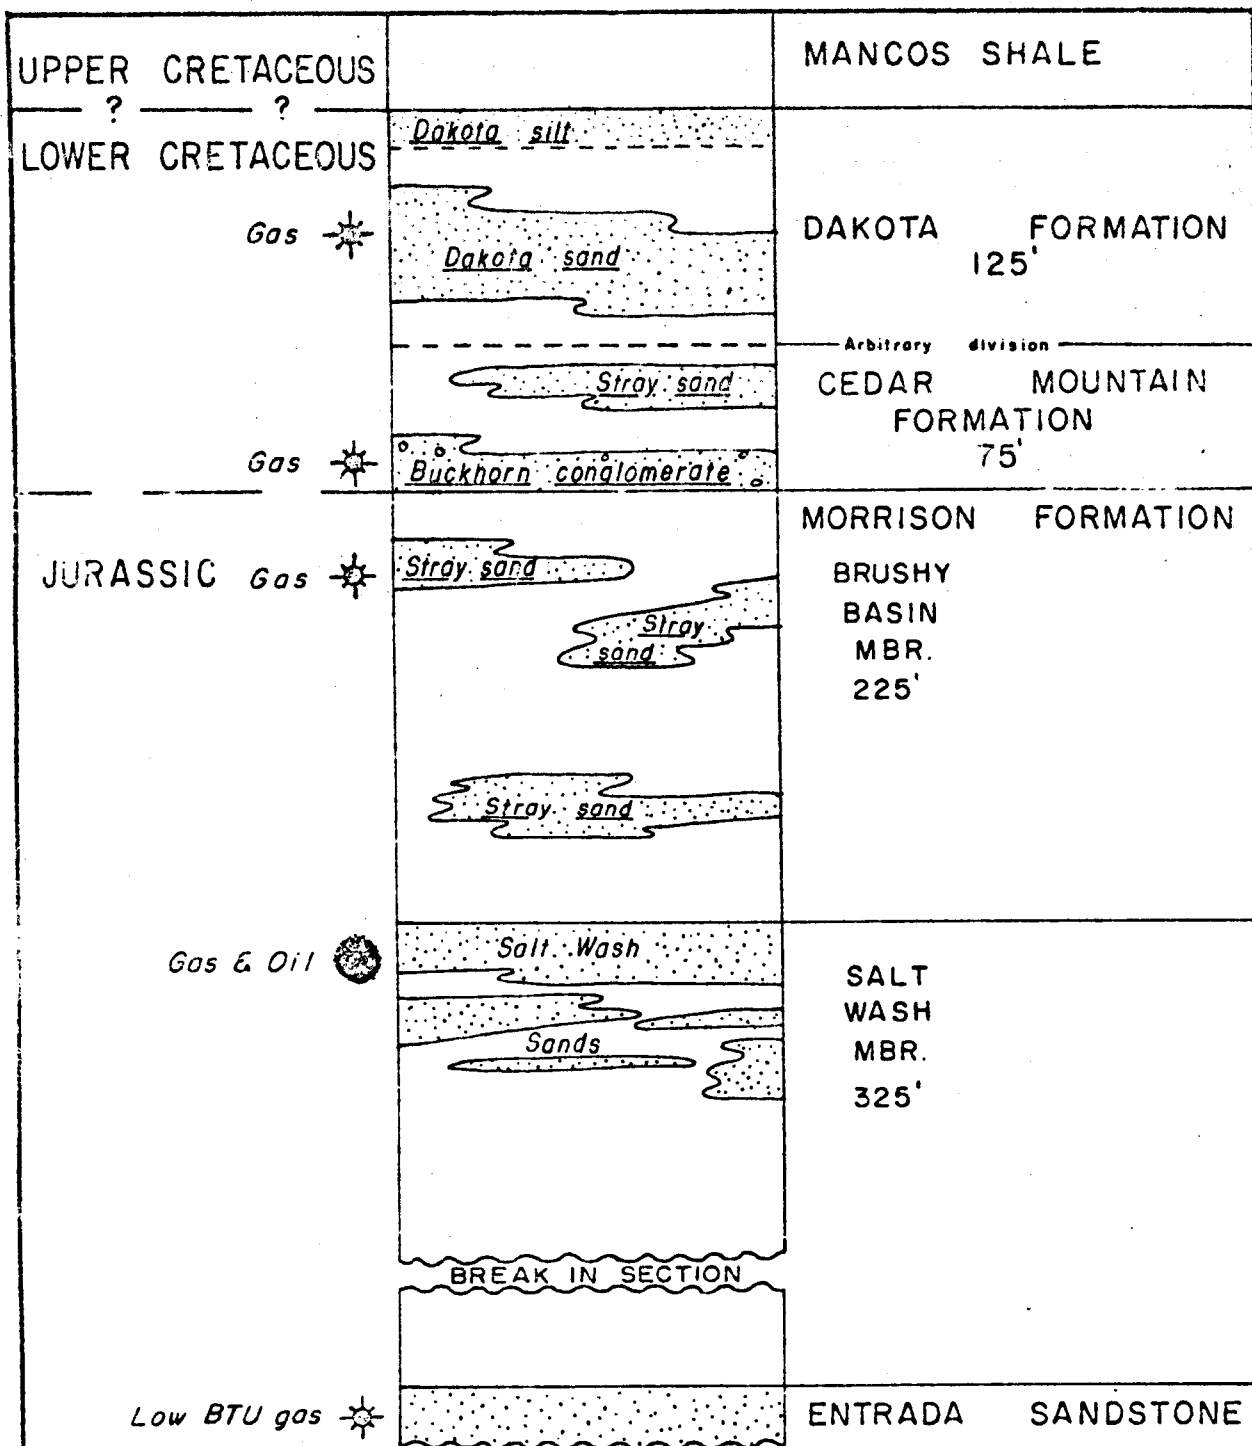 UPPER CRETACEOUS
MANCOS SHALE
? ?
LOWER CRETACEOUS
Dakota silt
Gas
Dakota sand
DAKOTA FORMATION
125'
Arbitrary division
Stray sand
CEDAR MOUNTAIN
FORMATION
75'
Gas
Buckhorn conglomerate
MORRISON FORMATION
JURASSIC Gas
Stray sand
BRUSHY
BASIN
MBR.
225'
Stray
sand
Stray sand
Gas & Oil
Salt Wash
Sands
SALT
WASH
MBR.
325'
BREAK IN SECTION
Low BTU gas
ENTRADA SANDSTONE